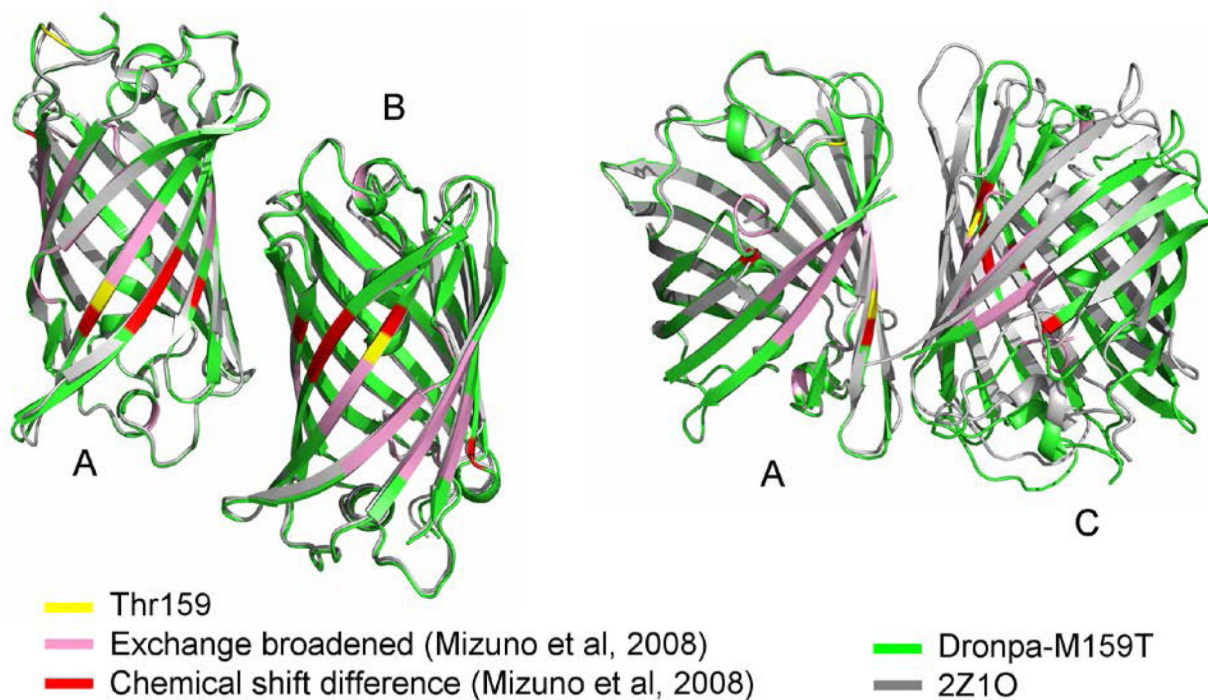 B
A
A
C
Thr159
Exchange broadened (Mizuno et al, 2008)
Chemical shift difference (Mizuno et al, 2008)
Dronpa-M159T
2Z1O